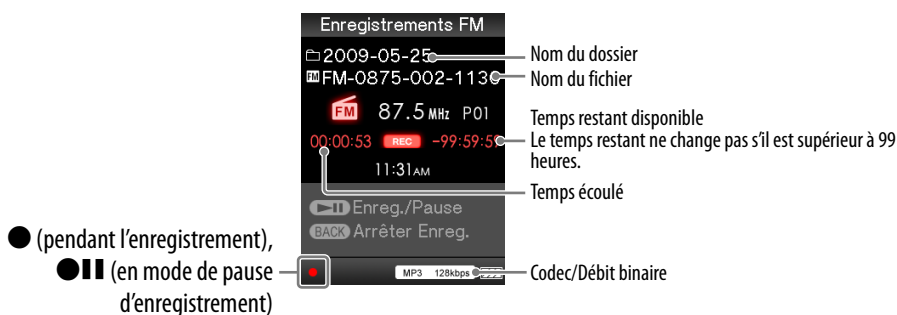 Enregistrements FM
2009-05-25
FM FM-0875-002-1130
FM 87.5 MHz P01
00:00:53 REC -99:59:59
11:31AM
Enreg./Pause
BACK Arrêter Enreg.
MP3 128kbps
Nom du dossier
Nom du fichier
Temps restant disponible
Le temps restant ne change pas s’il est supérieur à 99
heures.
Temps écoulé
Codec/Débit binaire
● (pendant l’enregistrement),
●❚❚ (en mode de pause
d’enregistrement)